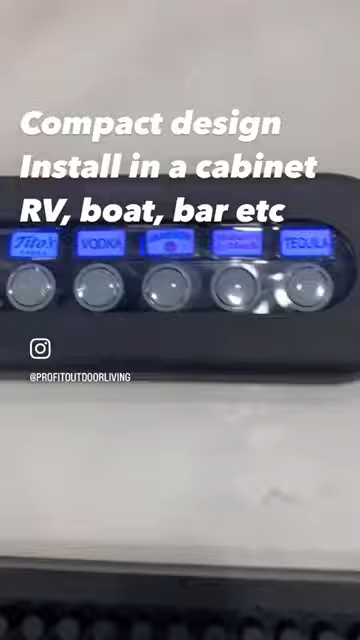 Compact design
Install in a cabinet
RV, boat, bar etc
Tito's
VODKA
TEQUILA
@PROFITOUTDOORLIVING